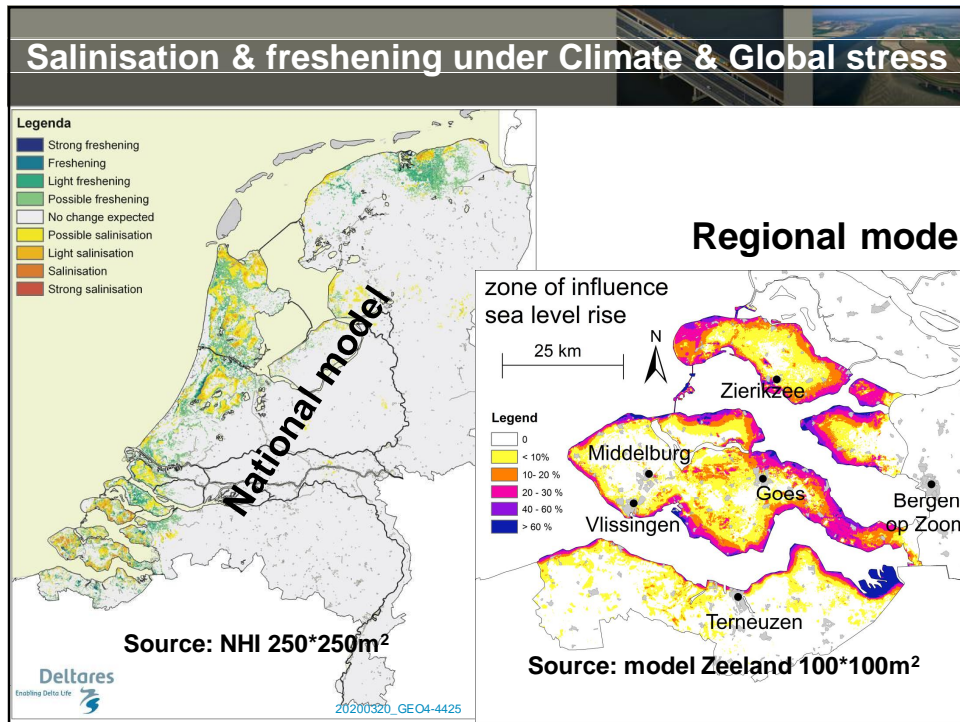 Salinisation & freshening under Climate & Global stress
Legenda
Strong freshening
Freshening
Light freshening
Possible freshening
No change expected
Possible salinisation
Light salinisation
Salinisation
Strong salinisation
National model
Source: NHI 250*250m²
Deltares
Enabling Delta Life
20200320_GEO4-4425
Regional mode
zone of influence
sea level rise
25 km
N
Legend
0
< 10%
10- 20 %
20 - 30 %
40 - 60 %
> 60 %
Zierikzee
Middelburg
Goes
Vlissingen
Bergen
op Zoom
Terneuzen
Source: model Zeeland 100*100m²